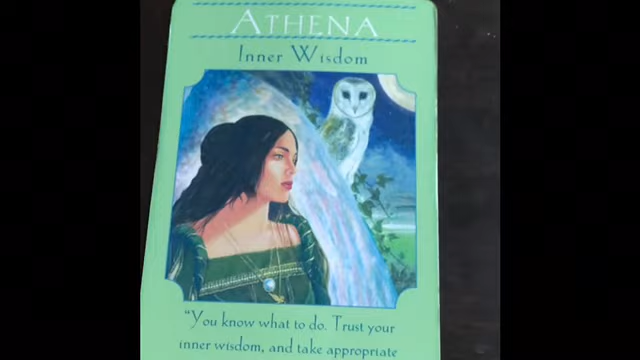 ATHENA
Inner Wisdom
"You know what to do. Trust your
inner wisdom, and take appropriate